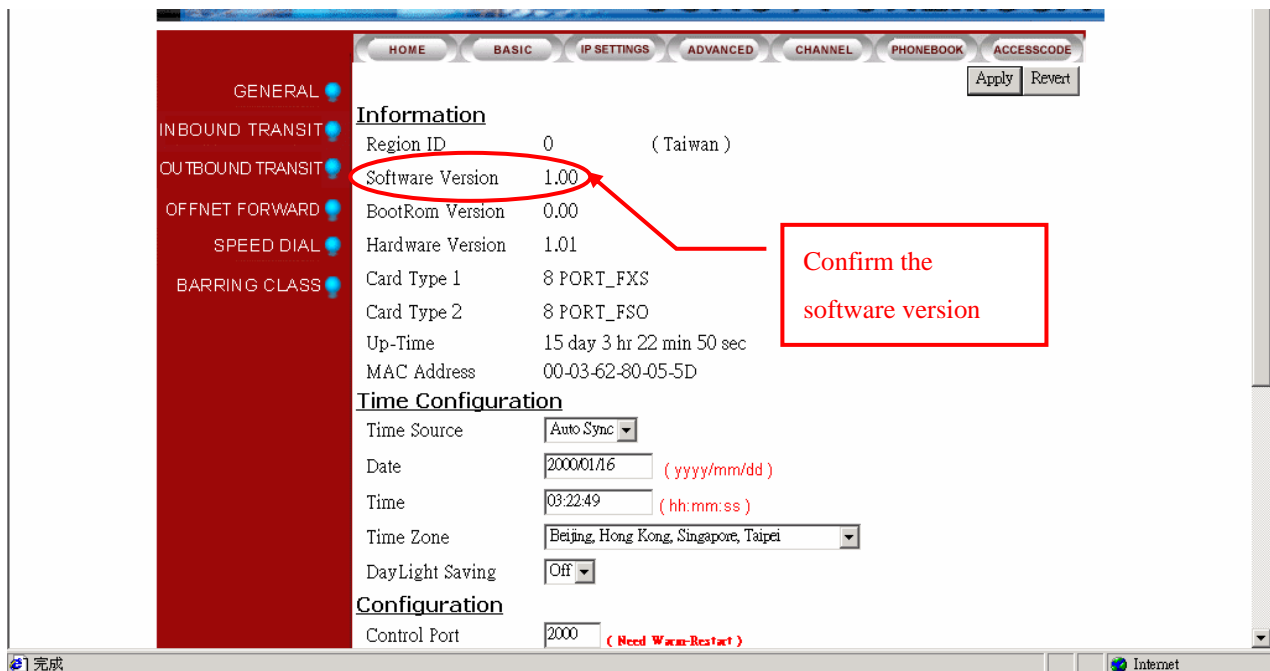 HOME BASIC IP SETTINGS ADVANCED CHANNEL PHONEBOOK ACCESSCODE
Apply Revert
GENERAL
INBOUND TRANSIT
OUTBOUND TRANSIT
OFFNET FORWARD
SPEED DIAL
BARRING CLASS
Information
Region ID 0 ( Taiwan )
Software Version 1.00
BootRom Version 0.00
Hardware Version 1.01
Card Type 1 8 PORT_FXS
Card Type 2 8 PORT_FSO
Up-Time 15 day 3 hr 22 min 50 sec
MAC Address 00-03-62-80-05-5D
Confirm the
software version
Time Configuration
Time Source Auto Sync
Date 2000/01/16 ( yyyy/mm/dd )
Time 03:22:49 ( hh:mm:ss )
Time Zone Beijing, Hong Kong, Singapore, Taipei
DayLight Saving Off
Configuration
Control Port 2000 ( Need Warm-Restart )
完成 Internet